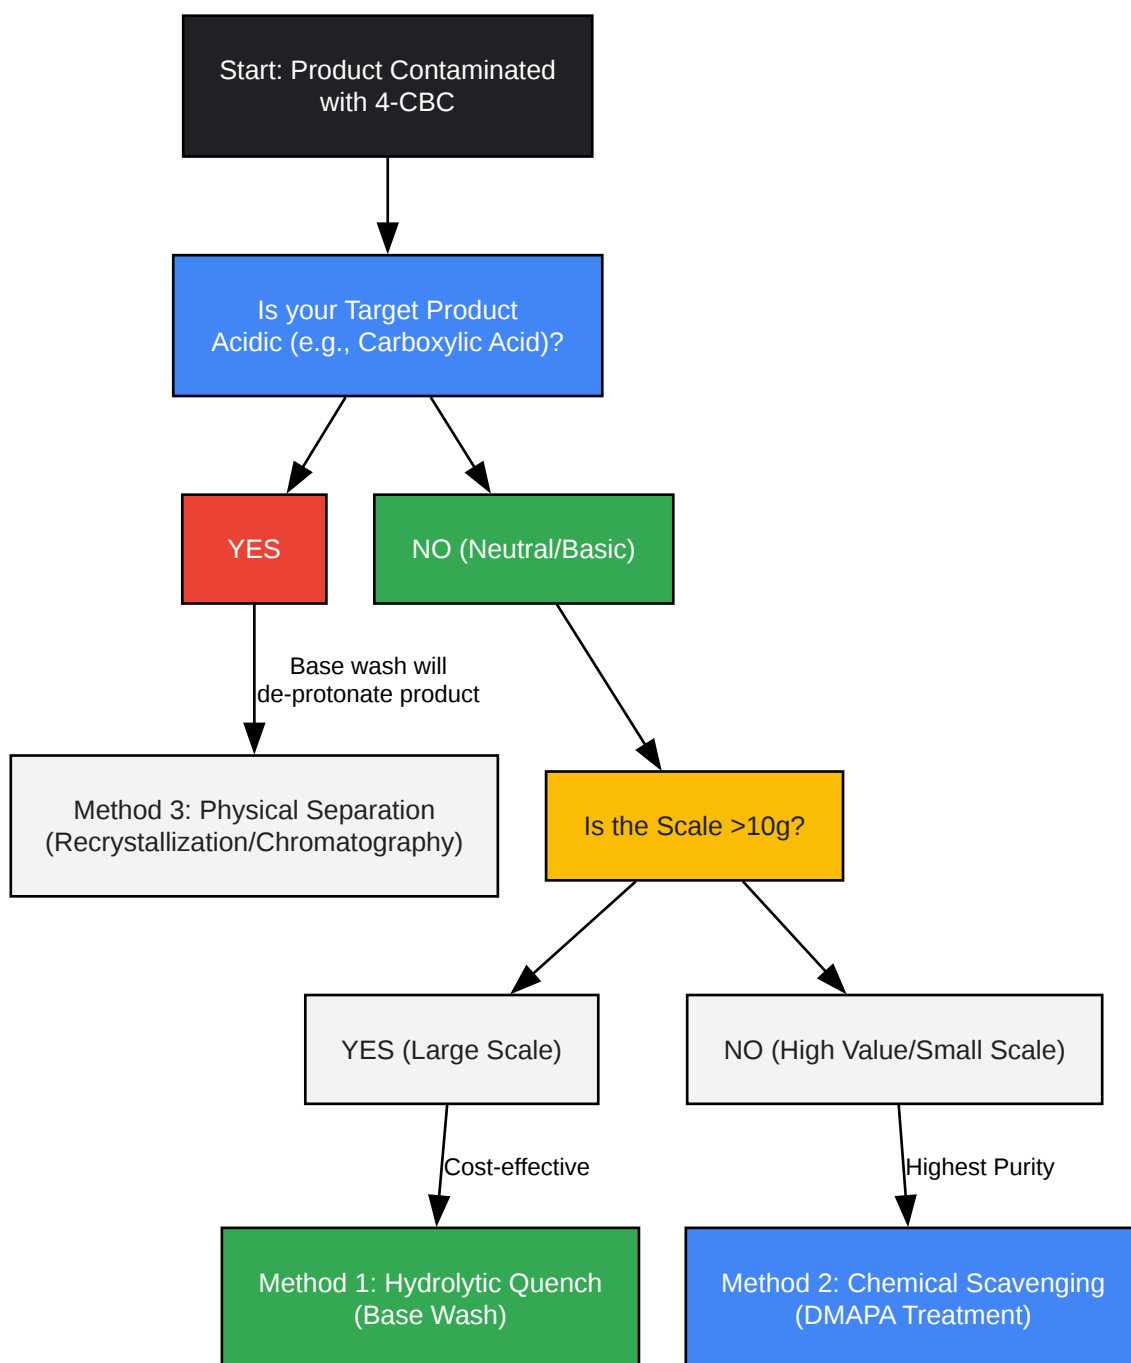 Start: Product Contaminated
with 4-CBC
Is your Target Product
Acidic (e.g., Carboxylic Acid)?
YES
NO (Neutral/Basic)
Base wash will
de-protonate product
Method 3: Physical Separation
(Recrystallization/Chromatography)
Is the Scale >10g?
YES (Large Scale)
NO (High Value/Small Scale)
Cost-effective
Highest Purity
Method 1: Hydrolytic Quench
(Base Wash)
Method 2: Chemical Scavenging
(DMAPA Treatment)